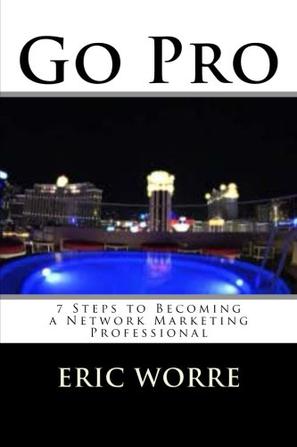 Go Pro
7 Steps to Becoming
a Network Marketing
Professional
ERIC WORRE